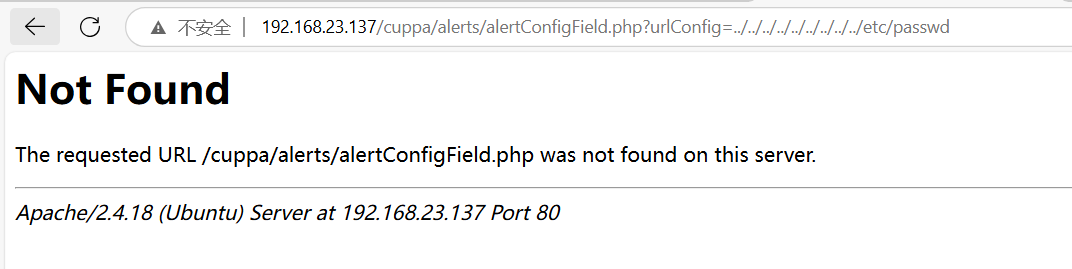 不安全 192.168.23.137/cuppa/alerts/alertConfigField.php?urlConfig=../../../../../../../../../etc/passwd
Not Found
The requested URL /cuppa/alerts/alertConfigField.php was not found on this server.
Apache/2.4.18 (Ubuntu) Server at 192.168.23.137 Port 80